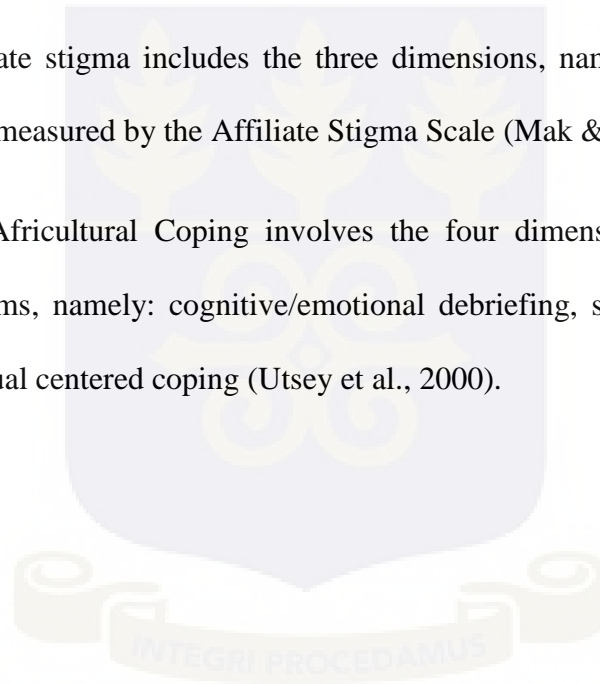 ate stigma includes the three dimensions, nam
measured by the Affiliate Stigma Scale (Mak &
Africultural Coping involves the four dimens
ms, namely: cognitive/emotional debriefing, s
ual centered coping (Utsey et al., 2000).
INTEGRI PROCEDAMUS